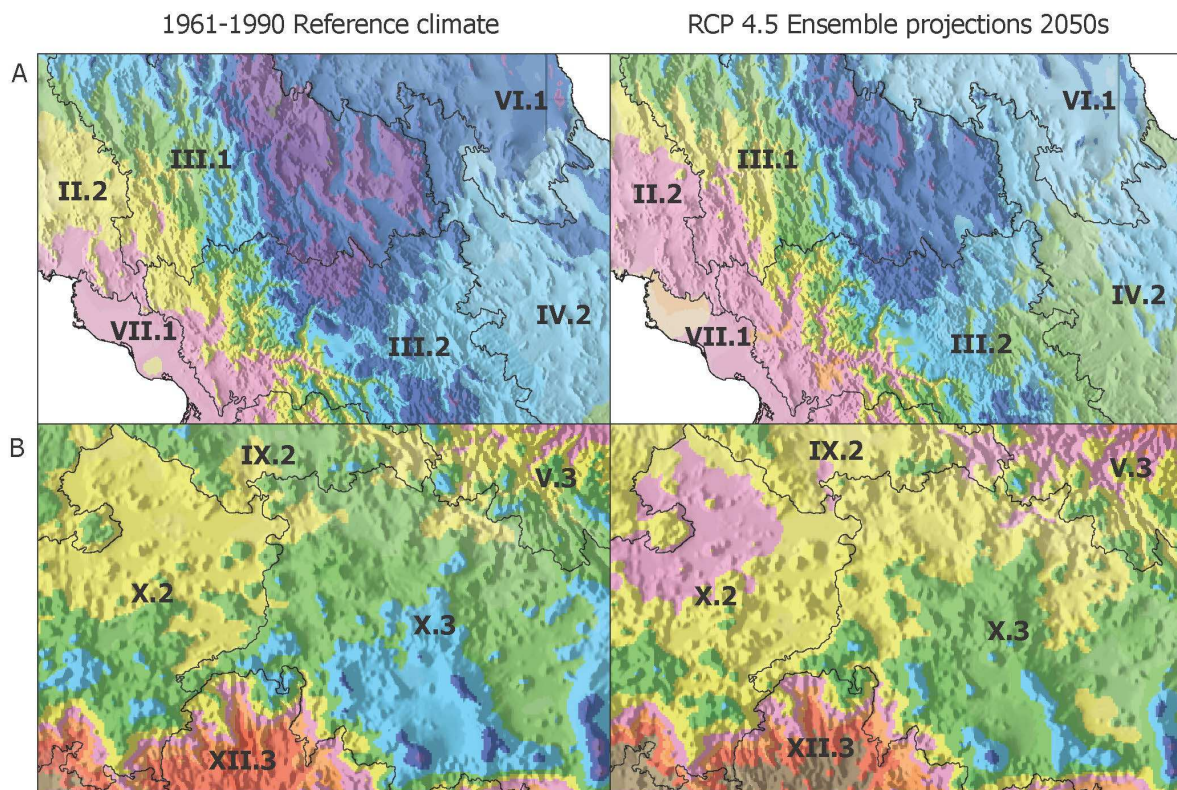 1961-1990 Reference climate
RCP 4.5 Ensemble projections 2050s
A
VI.1
III.1
II.2
IV.2
VII.1
III.2
VI.1
III.1
II.2
IV.2
VII.1
III.2
B
IX.2
V.3
X.2
X.3
XII.3
IX.2
V.3
X.2
X.3
XII.3